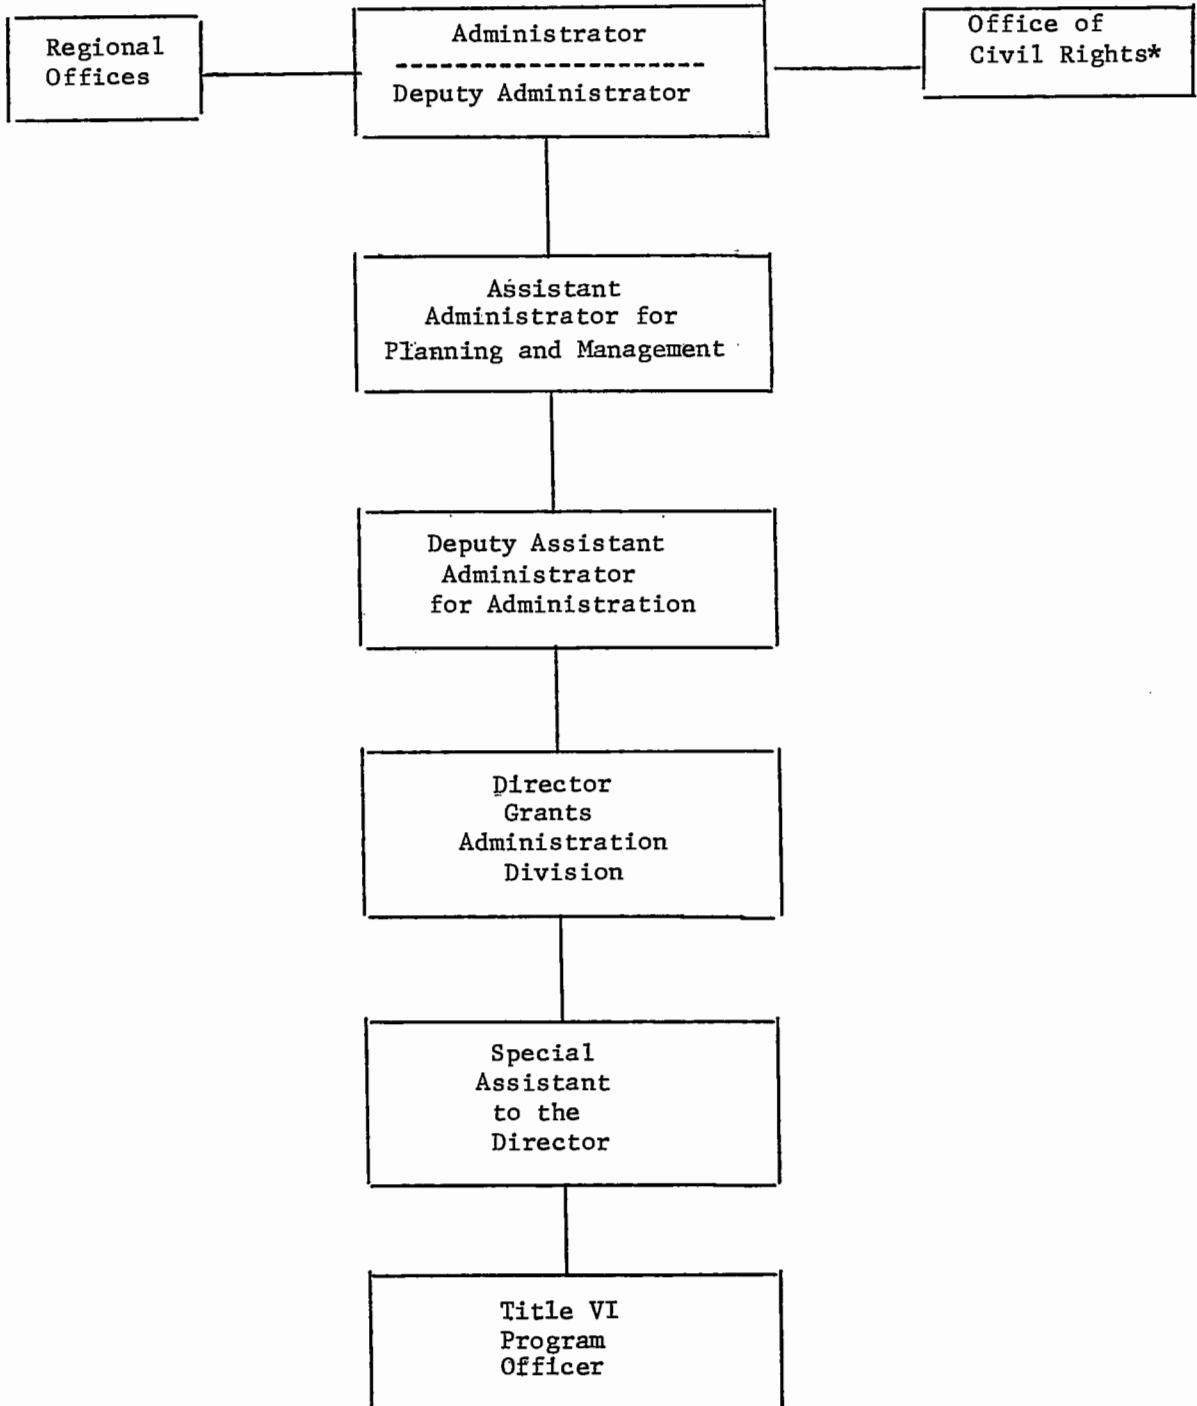 Regional
Offices
Administrator
Deputy Administrator
Office of
Civil Rights*
Assistant
Administrator for
Planning and Management
Deputy Assistant
Administrator
for Administration
Director
Grants
Administration
Division
Special
Assistant
to the
Director
Title VI
Program
Officer